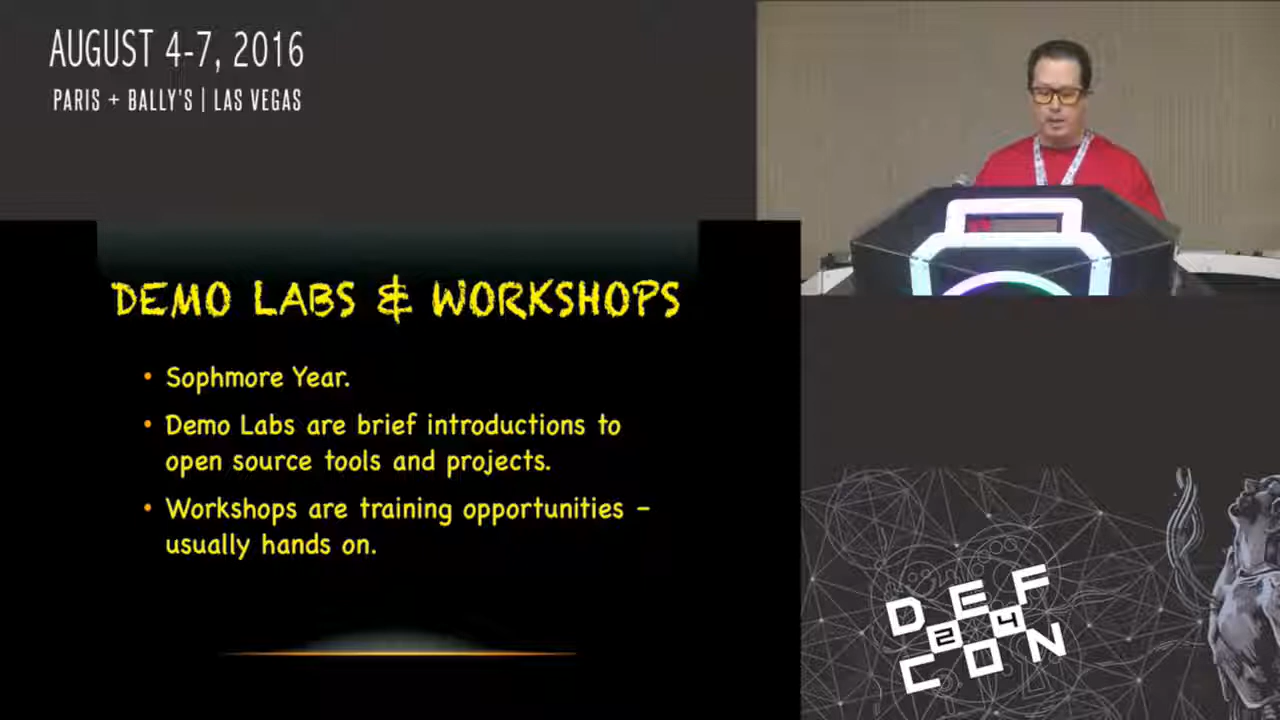 AUGUST 4-7, 2016
PARIS + BALLY'S | LAS VEGAS
DEMO LABS & WORKSHOPS
• Sophmore Year.
• Demo Labs are brief introductions to
open source tools and projects.
• Workshops are training opportunities –
usually hands on.
DEF
24
CON